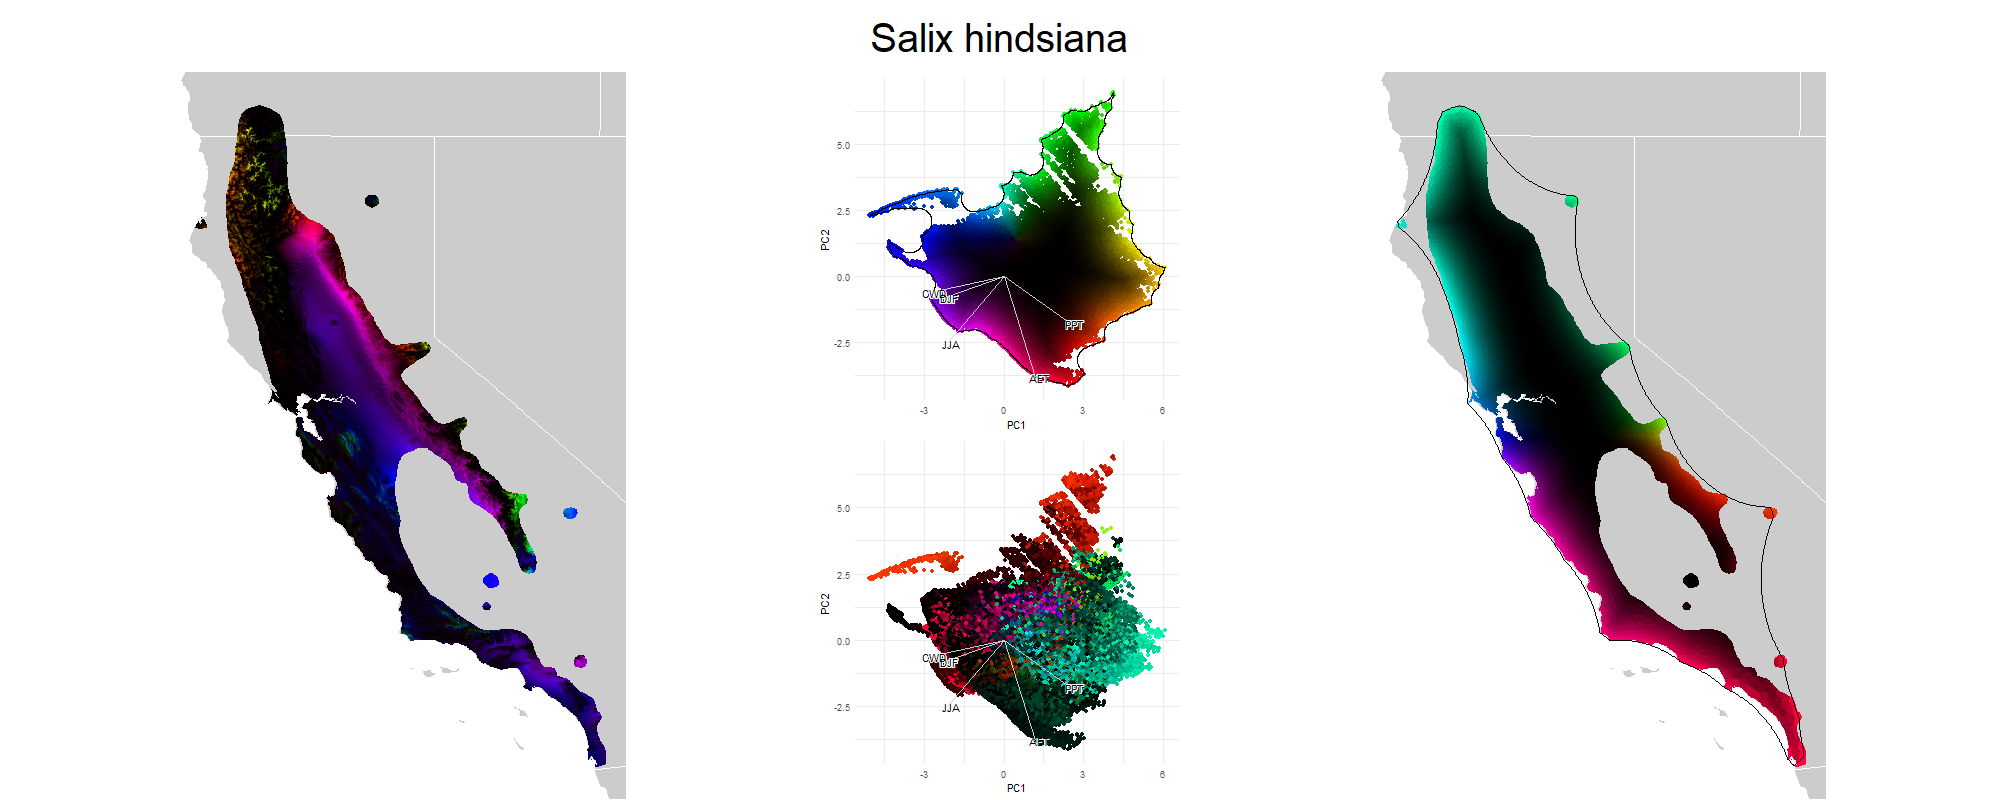 Salix hindsiana
5.0
2.5
0.0
-2.5
PC2
CWD
DJF
JJA
PPT
AET
-3
0
3
6
PC1
5.0
2.5
0.0
-2.5
PC2
CWD
DJF
JJA
PPT
AET
-3
0
3
6
PC1